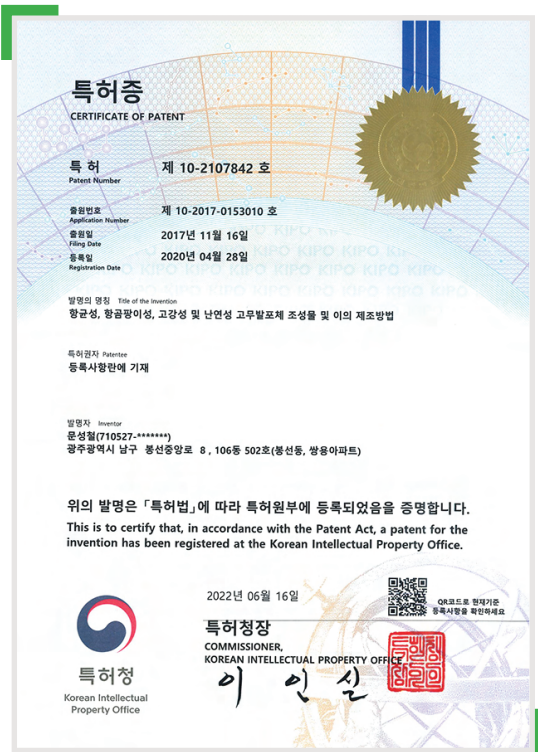 특허증
CERTIFICATE OF PATENT
특 허 제 10-2107842 호
Patent Number
출원번호 제 10-2017-0153010 호
Application Number
출원일 2017년 11월 16일
Filing Date
등록일 2020년 04월 28일
Registration Date
KIPO KIPO KIPO KIPO
KIPO KIPO KIPO KIPO KIPO KIPO KIPO
발명의 명칭 Title of the Invention
항균성, 항곰팡이성, 고강성 및 난연성 고무발포체 조성물 및 이의 제조방법
특허권자 Patentee
등록사항란에 기재
발명자 Inventor
문성철(710527-*******)
광주광역시 남구 봉선중앙로 8 , 106동 502호(봉선동, 쌍용아파트)
위의 발명은 「특허법」에 따라 특허원부에 등록되었음을 증명합니다.
This is to certify that, in accordance with the Patent Act, a patent for the
invention has been registered at the Korean Intellectual Property Office.
2022년 06월 16일
QR코드로 현재기준
등록사항을 확인하세요
특허청장
COMMISSIONER,
KOREAN INTELLECTUAL PROPERTY OFFICE
이 인 실
특허청
Korean Intellectual
Property Office